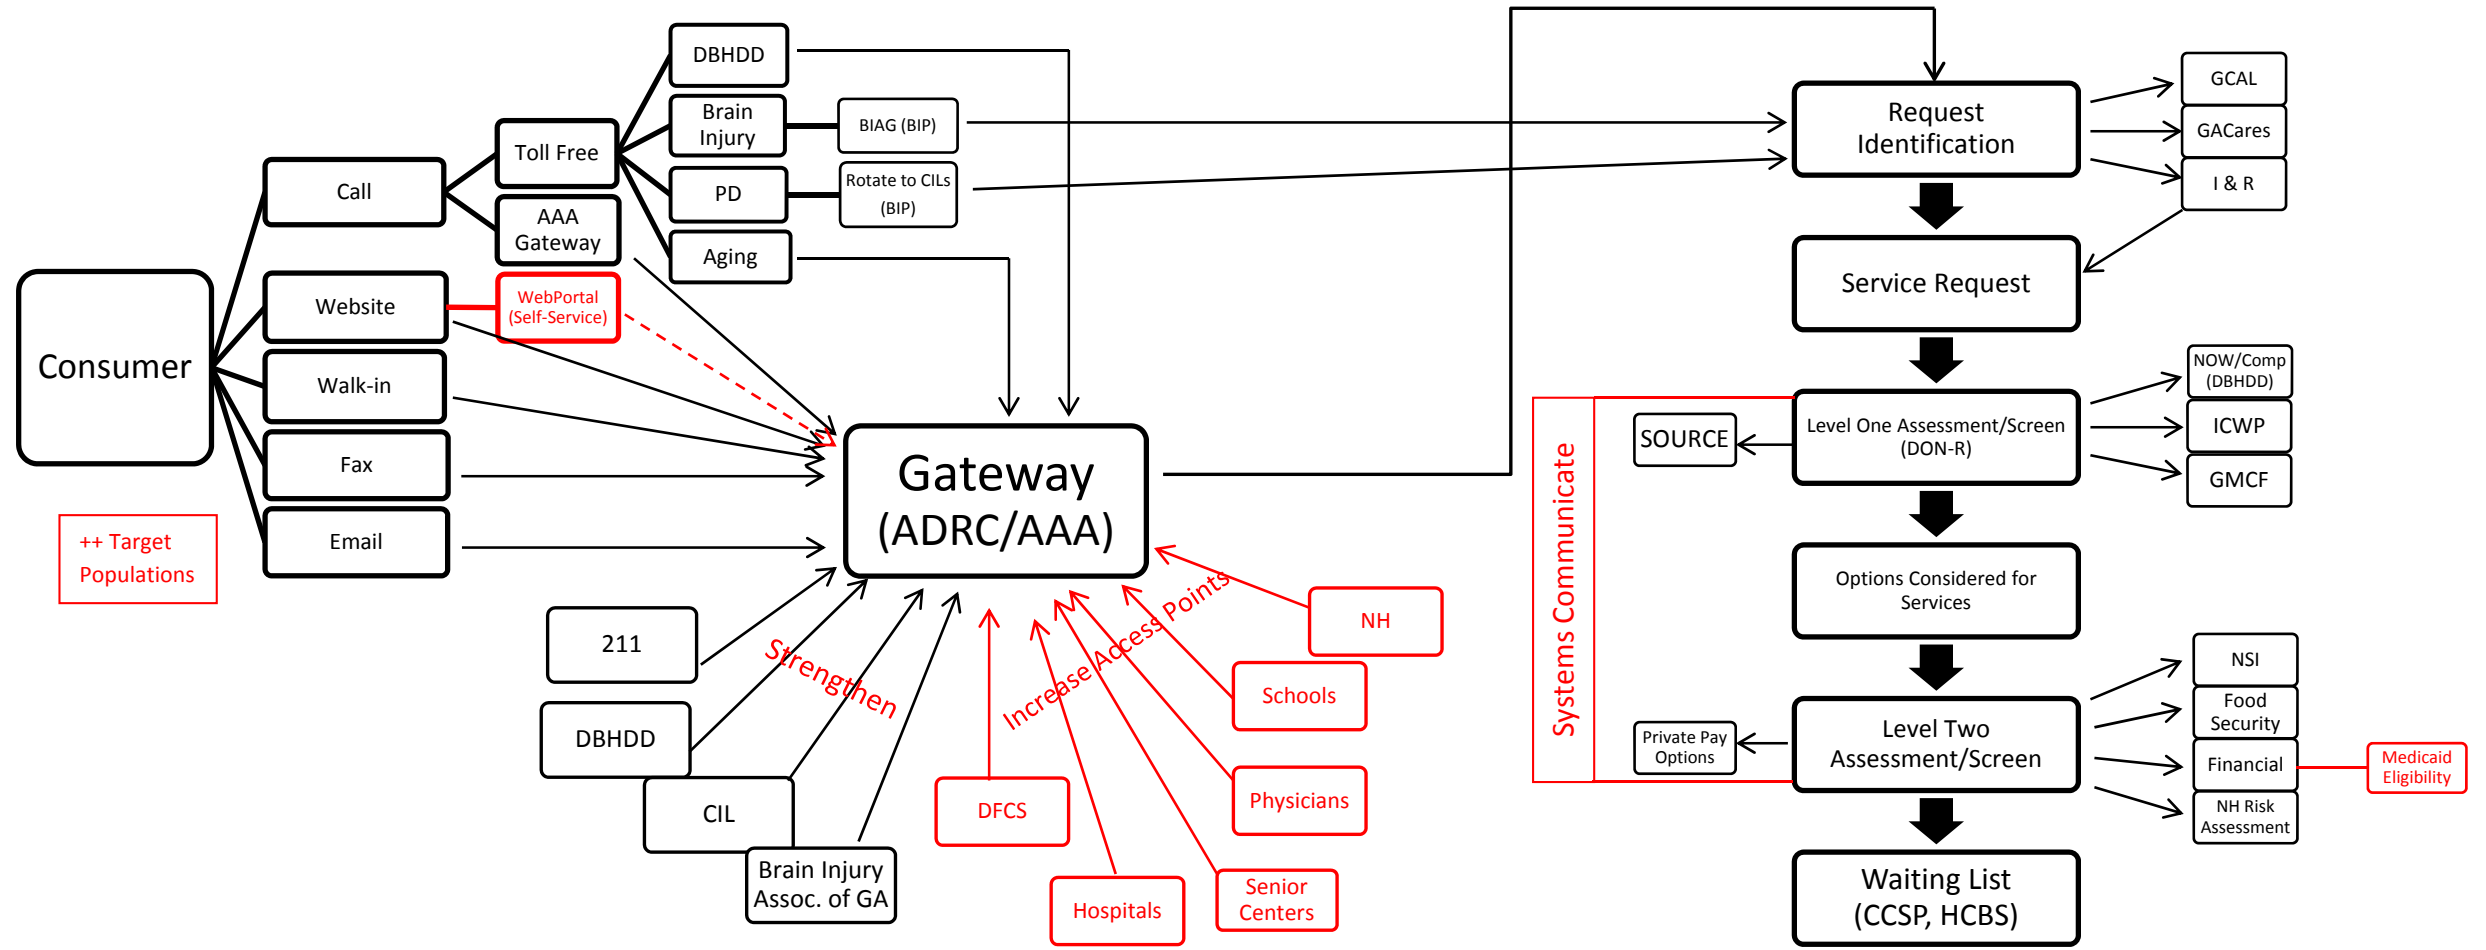 Consumer
++ Target
Populations
Call
Website
Walk-in
Fax
Email
Toll Free
AAA
Gateway
WebPortal
(Self-Service)
DBHDD
Brain
Injury
PD
Aging
BIAG (BIP)
Rotate to CILs
(BIP)
Gateway
(ADRC/AAA)
211
DBHDD
CIL
Brain Injury
Assoc. of GA
Strengthen
DFCS
Hospitals
Senior
Centers
Physicians
Schools
NH
Increase Access Points
Request
Identification
GCAL
GACares
I & R
Service Request
Systems Communicate
SOURCE
Level One Assessment/Screen
(DON-R)
NOW/Comp
(DBHDD)
ICWP
GMCF
Options Considered for
Services
Private Pay
Options
Level Two
Assessment/Screen
NSI
Food
Security
Financial
NH Risk
Assessment
Medicaid
Eligibility
Waiting List
(CCSP, HCBS)